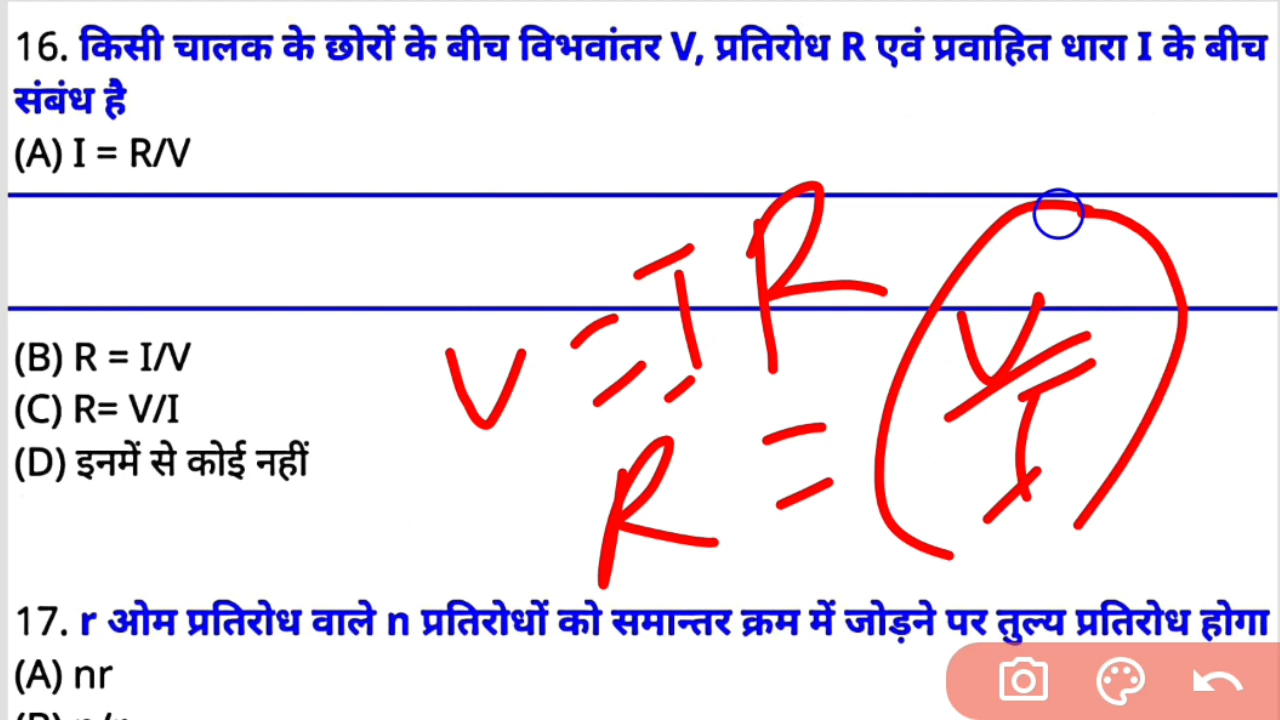 16. किसी चालक के छोरों के बीच विभवांतर V, प्रतिरोध R एवं प्रवाहित धारा I के बीच
संबंध है
(A) I = R/V
V = I R
(B) R = I/V
(C) R= V/I
(D) इनमें से कोई नहीं
R = V/I
17. r ओम प्रतिरोध वाले n प्रतिरोधों को समान्तर क्रम में जोड़ने पर तुल्य प्रतिरोध होगा
(A) nr